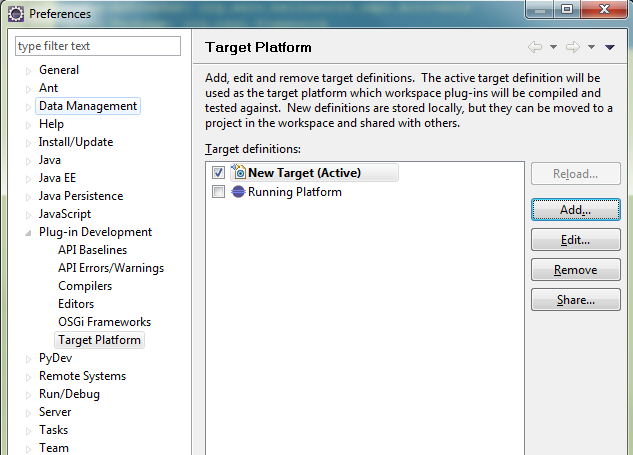 Preferences
type filter text
General
Ant
Data Management
Help
Install/Update
Java
Java EE
Java Persistence
JavaScript
Plug-in Development
API Baselines
API Errors/Warnings
Compilers
Editors
OSGi Frameworks
Target Platform
PyDev
Remote Systems
Run/Debug
Server
Tasks
Team
Target Platform
Add, edit and remove target definitions.  The active target definition will be
used as the target platform which workspace plug-ins will be compiled and
tested against.  New definitions are stored locally, but they can be moved to a
project in the workspace and shared with others.
Target definitions:
New Target (Active)
Running Platform
Reload...
Add...
Edit...
Remove
Share...